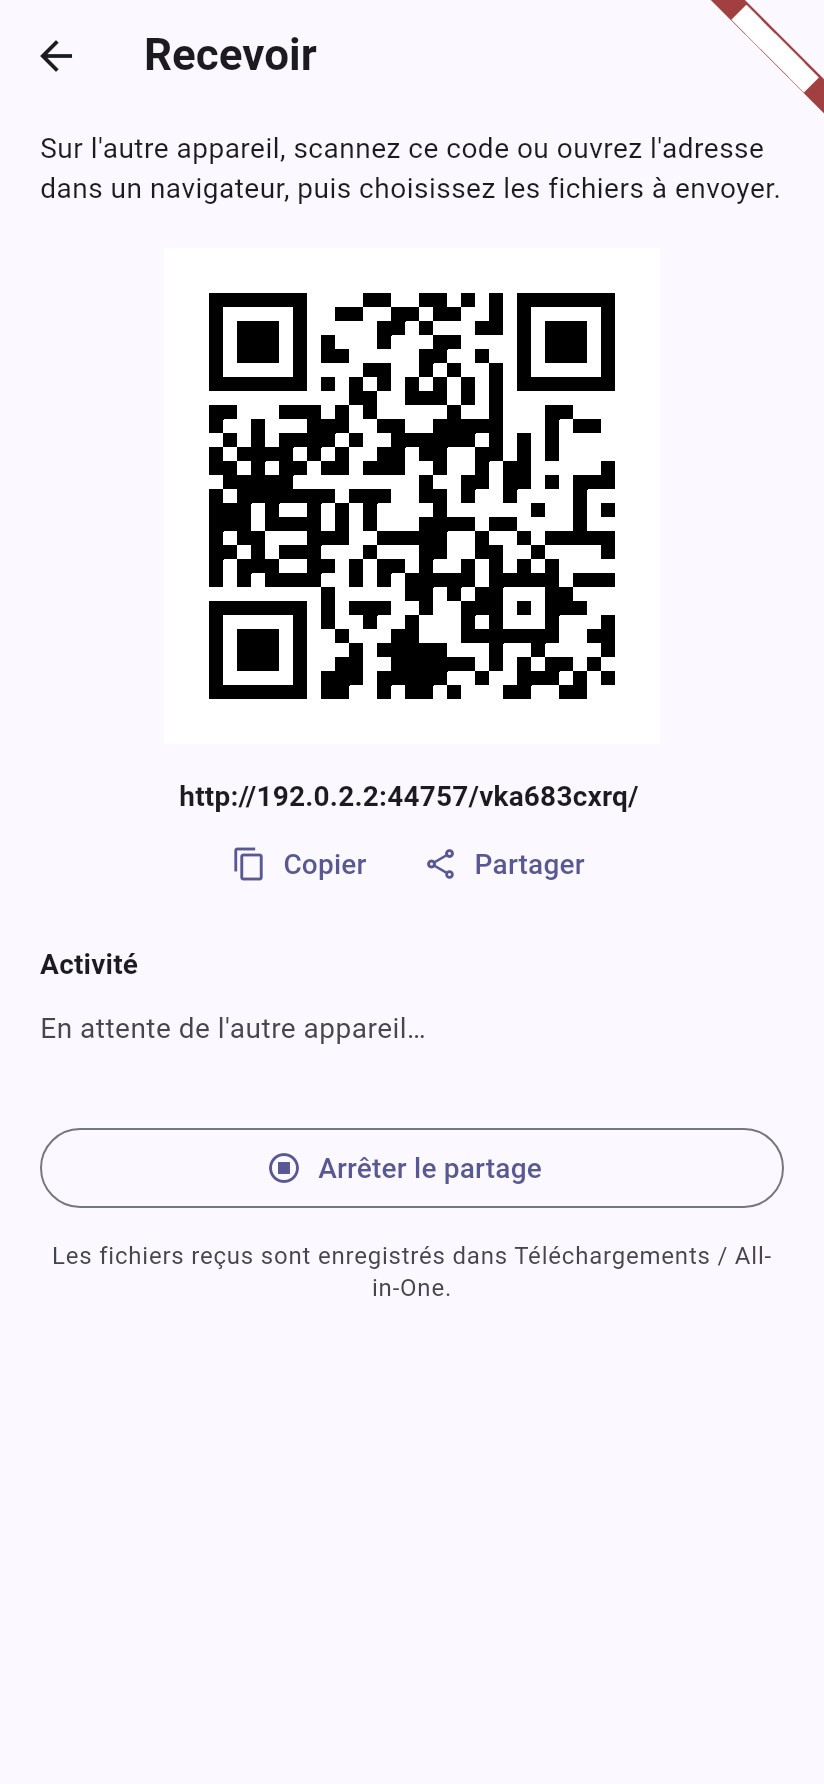 Recevoir
Sur l'autre appareil, scannez ce code ou ouvrez l'adresse
dans un navigateur, puis choisissez les fichiers à envoyer.
http://192.0.2.2:44757/vka683cxrq/
Copier
Partager
Activité
En attente de l'autre appareil…
Arrêter le partage
Les fichiers reçus sont enregistrés dans Téléchargements / All-
in-One.